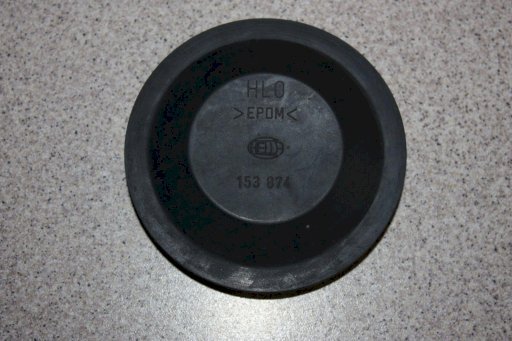 HLO
>EPDM<
HELLA
153 874